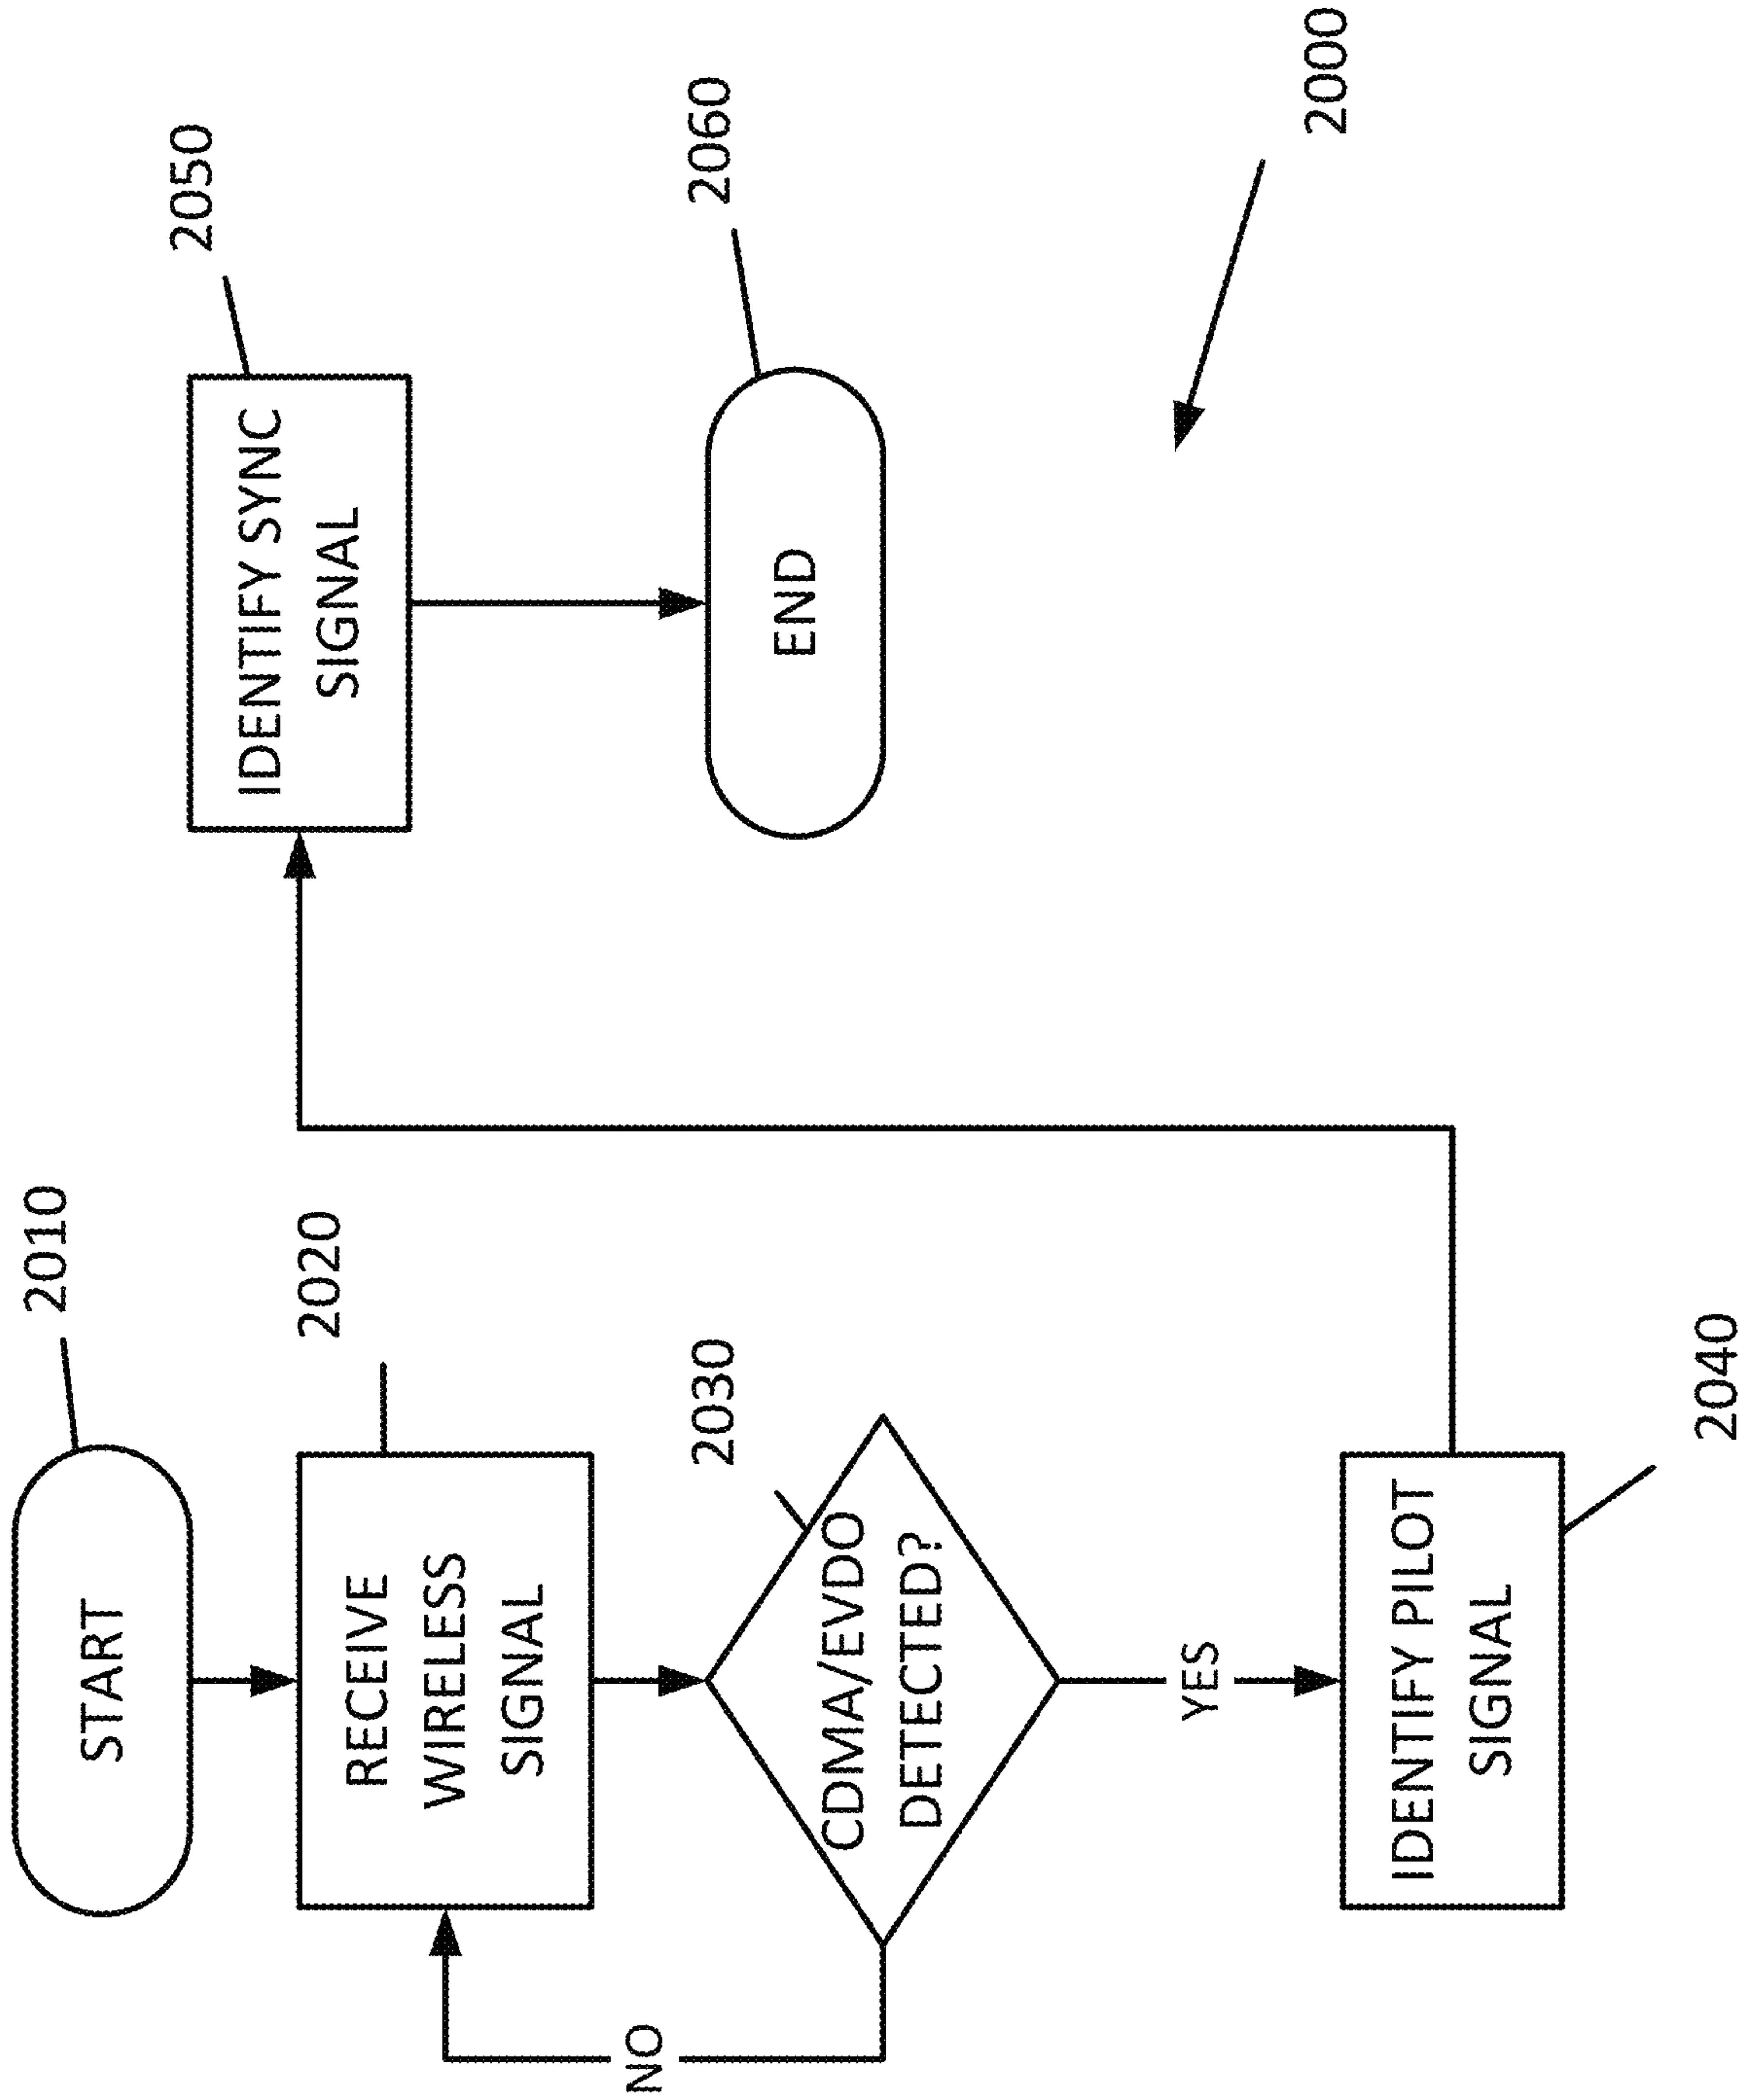 START
2010
RECEIVE
WIRELESS
SIGNAL
2020
CDMA/EVDO
DETECTED?
2030
NO
YES
IDENTIFY PILOT
SIGNAL
2040
IDENTIFY SYNC
SIGNAL
2050
END
2060
2000